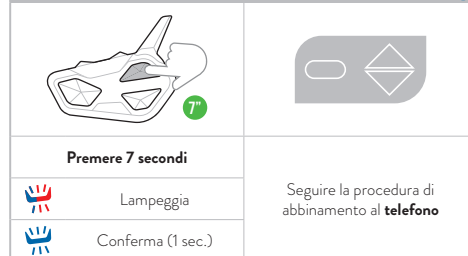 7"
Premere 7 secondi
Lampeggia
Conferma (1 sec.)
Seguire la procedura di
abbinamento al telefono